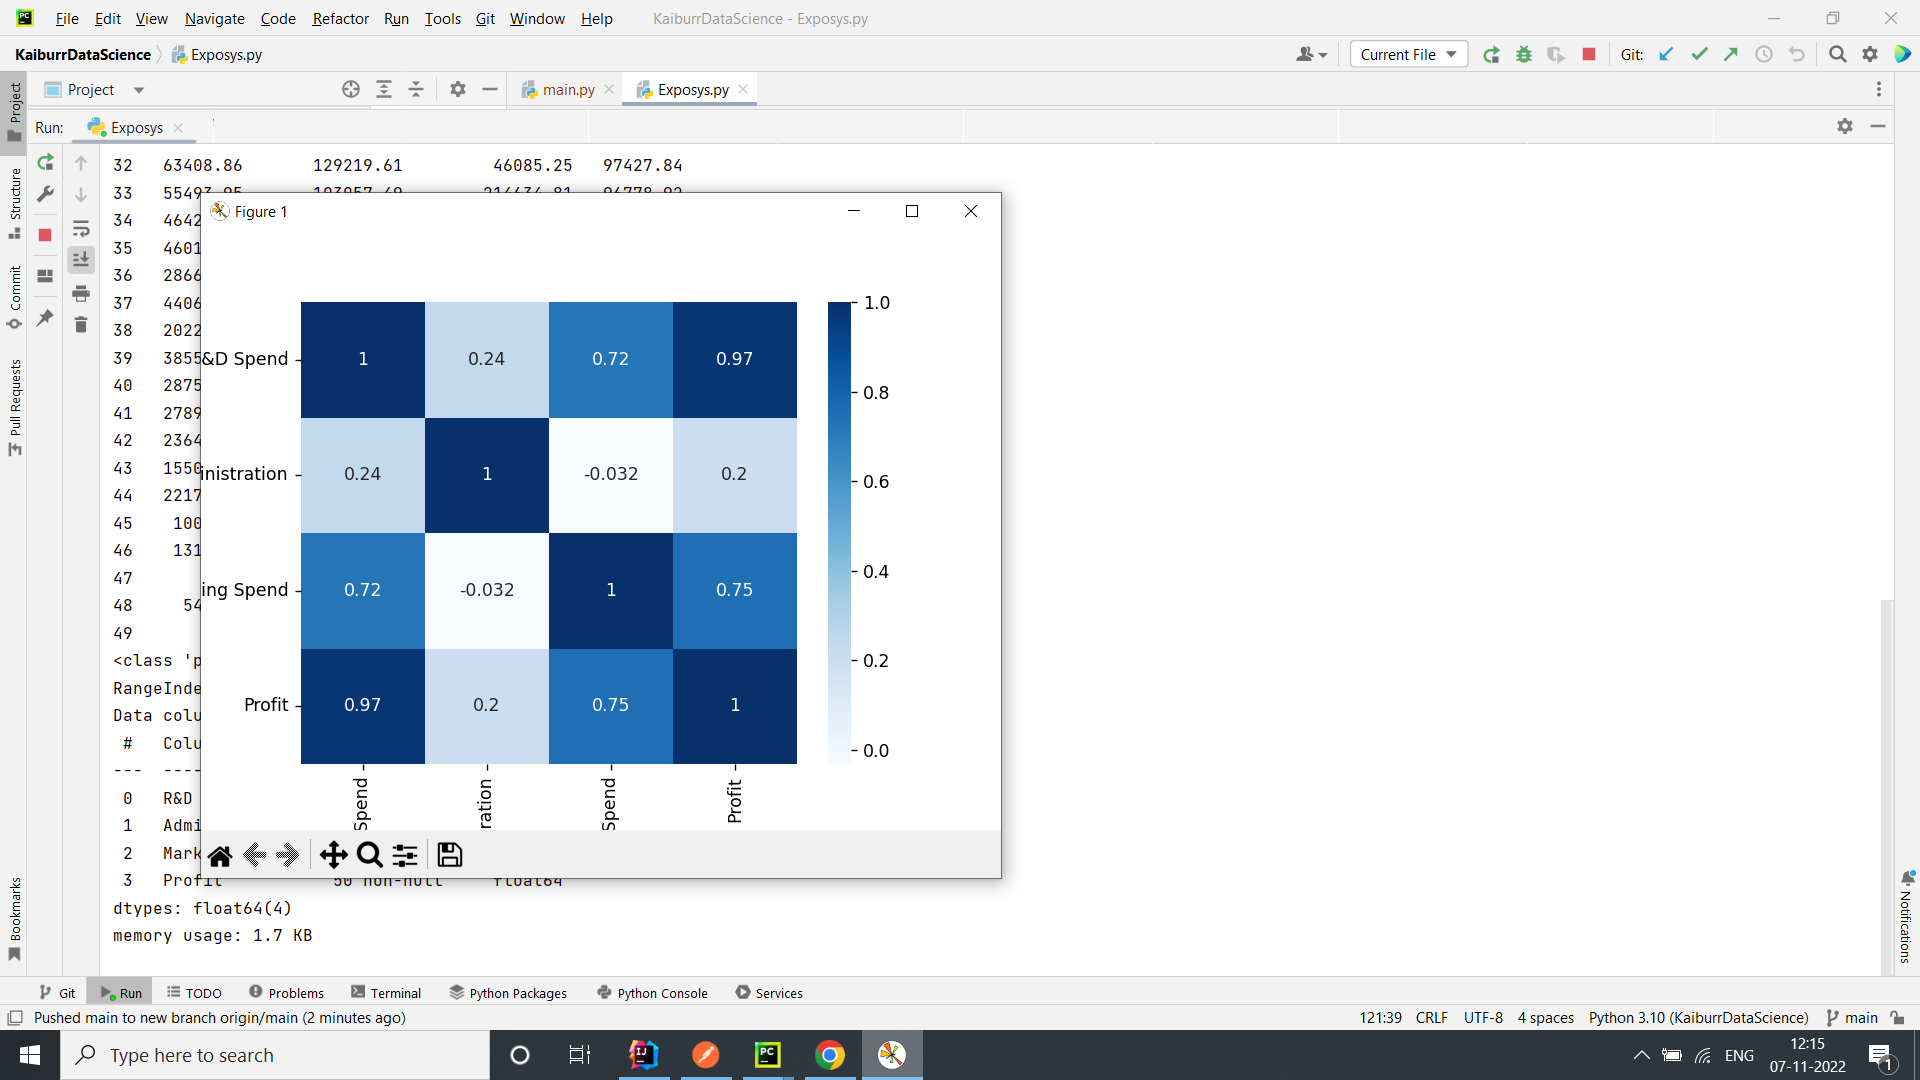 File Edit View Navigate Code Refactor Run Tools Git Window Help KaiburrDataScience - Exposys.py
KaiburrDataScience Exposys.py Current File Git:
Project main.py Exposys.py
Run: Exposys
32 63408.86 129219.61 46085.25 97427.84
33
34 4642
35 4601
36 2866
37 4406
38 2022
39 3855
40 2875
41 2789
42 2364
43 1550
44 2217
45 100
46 131
47
48 54
49
<class 'p
RangeInde
Data colu
# Colu
--- ----
0 R&D
1 Admi
2 Mark
3 Profit 50 non-null float64
dtypes: float64(4)
memory usage: 1.7 KB
Figure 1
&D Spend 1 0.24 0.72 0.97
inistration 0.24 1 -0.032 0.2
ing Spend 0.72 -0.032 1 0.75
Profit 0.97 0.2 0.75 1
Spend ration Spend Profit
1.0
0.8
0.6
0.4
0.2
0.0
Project
Structure
Commit
Pull Requests
Bookmarks
Notifications
Git Run TODO Problems Terminal Python Packages Python Console Services
Pushed main to new branch origin/main (2 minutes ago) 121:39 CRLF UTF-8 4 spaces Python 3.10 (KaiburrDataScience) main
Type here to search ENG
12:15
07-11-2022
1